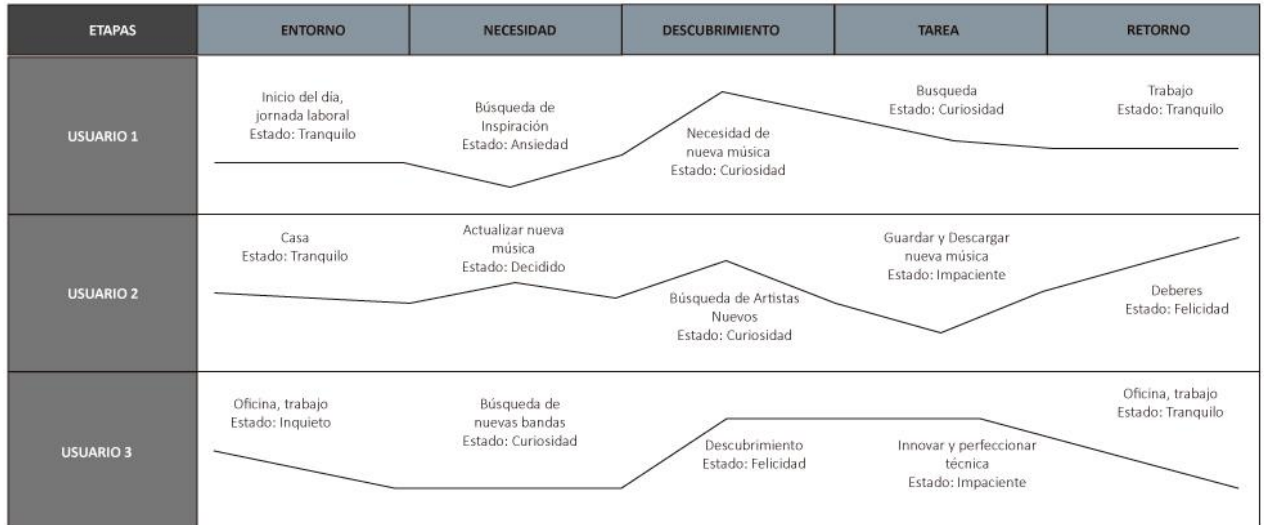 ETAPAS
ENTORNO
NECESIDAD
DESCUBRIMIENTO
TAREA
RETORNO
USUARIO 1
Inicio del día,
jornada laboral
Estado: Tranquilo
Búsqueda de
Inspiración
Estado: Ansiedad
Necesidad de
nueva música
Estado: Curiosidad
Busqueda
Estado: Curiosidad
Trabajo
Estado: Tranquilo
USUARIO 2
Casa
Estado: Tranquilo
Actualizar nueva
música
Estado: Decidido
Búsqueda de Artistas
Nuevos
Estado: Curiosidad
Guardar y Descargar
nueva música
Estado: Impaciente
Deberes
Estado: Felicidad
USUARIO 3
Oficina, trabajo
Estado: Inquieto
Búsqueda de
nuevas bandas
Estado: Curiosidad
Descubrimiento
Estado: Felicidad
Innovar y perfeccionar
técnica
Estado: Impaciente
Oficina, trabajo
Estado: Tranquilo